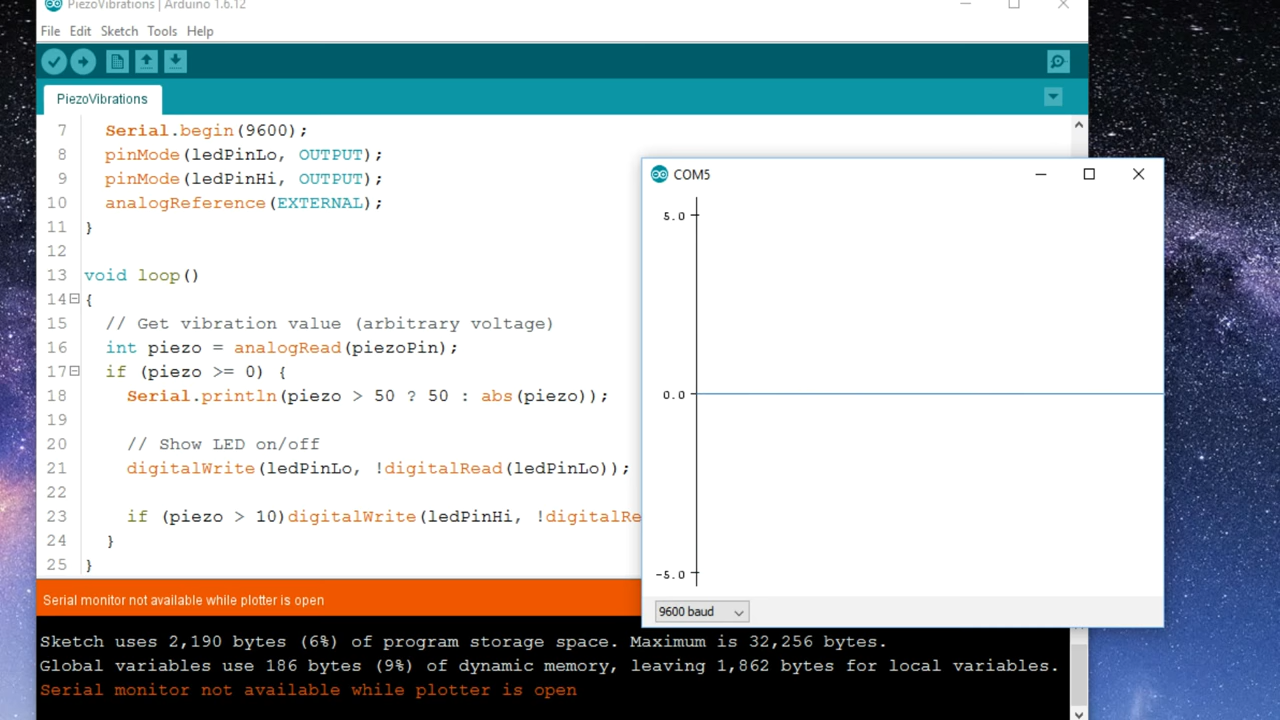 PiezoVibrations | Arduino 1.6.12
File Edit Sketch Tools Help
PiezoVibrations
7 Serial.begin(9600);
8 pinMode(ledPinLo, OUTPUT);
9 pinMode(ledPinHi, OUTPUT);
10 analogReference(EXTERNAL);
11 }
12
13 void loop()
14 {
15 // Get vibration value (arbitrary voltage)
16 int piezo = analogRead(piezoPin);
17 if (piezo >= 0) {
18 Serial.println(piezo > 50 ? 50 : abs(piezo));
19
20 // Show LED on/off
21 digitalWrite(ledPinLo, !digitalRead(ledPinLo));
22
23 if (piezo > 10)digitalWrite(ledPinHi, !digitalRe
24 }
25 }
COM5
5.0
0.0
-5.0
9600 baud
Serial monitor not available while plotter is open
Sketch uses 2,190 bytes (6%) of program storage space. Maximum is 32,256 bytes.
Global variables use 186 bytes (9%) of dynamic memory, leaving 1,862 bytes for local variables.
Serial monitor not available while plotter is open